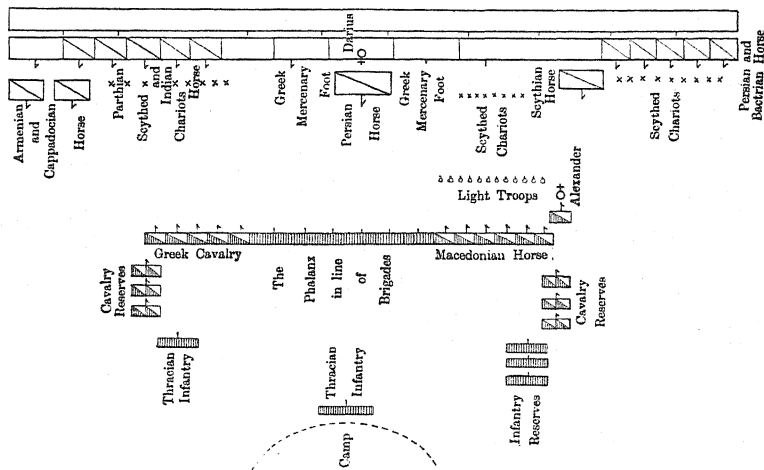 Darius
Armenian
and
Cappadocian
Horse
Parthian
and
Indian
Horse
Scythed
Chariots
Greek
Mercenary
Foot
Persian
Horse
Greek
Mercenary
Foot
Scythed
Chariots
Scythian
Horse
Scythed
Chariots
Persian and
Bactrian Horse
Light Troops
Alexander
Greek Cavalry
The
Phalanx
in line
of
Brigades
Macedonian Horse
Cavalry
Reserves
Cavalry
Reserves
Thracian
Infantry
Thracian
Infantry
Infantry
Reserves
Camp